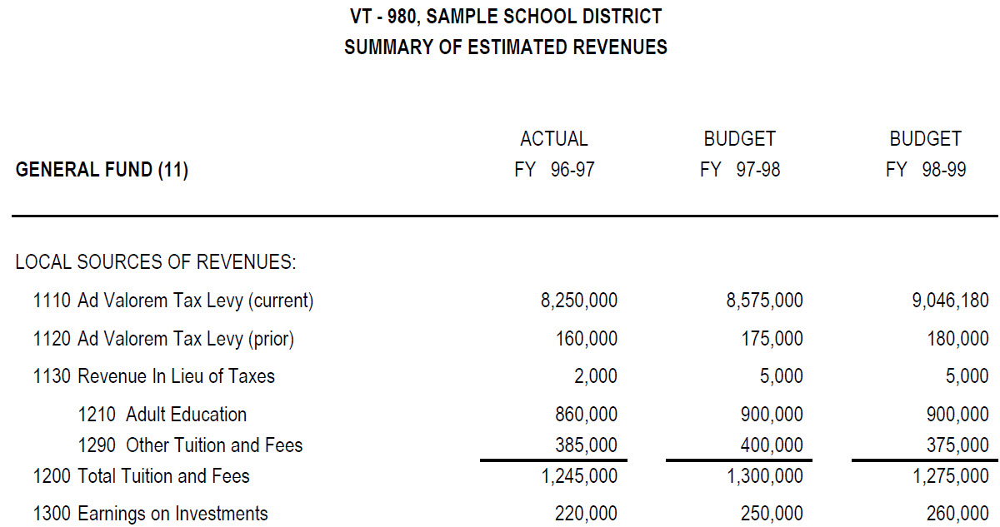 VT - 980, SAMPLE SCHOOL DISTRICT
SUMMARY OF ESTIMATED REVENUES
ACTUAL BUDGET BUDGET
GENERAL FUND (11) FY 96-97 FY 97-98 FY 98-99
LOCAL SOURCES OF REVENUES:
1110 Ad Valorem Tax Levy (current) 8,250,000 8,575,000 9,046,180
1120 Ad Valorem Tax Levy (prior) 160,000 175,000 180,000
1130 Revenue In Lieu of Taxes 2,000 5,000 5,000
1210 Adult Education 860,000 900,000 900,000
1290 Other Tuition and Fees 385,000 400,000 375,000
1200 Total Tuition and Fees 1,245,000 1,300,000 1,275,000
1300 Earnings on Investments 220,000 250,000 260,000